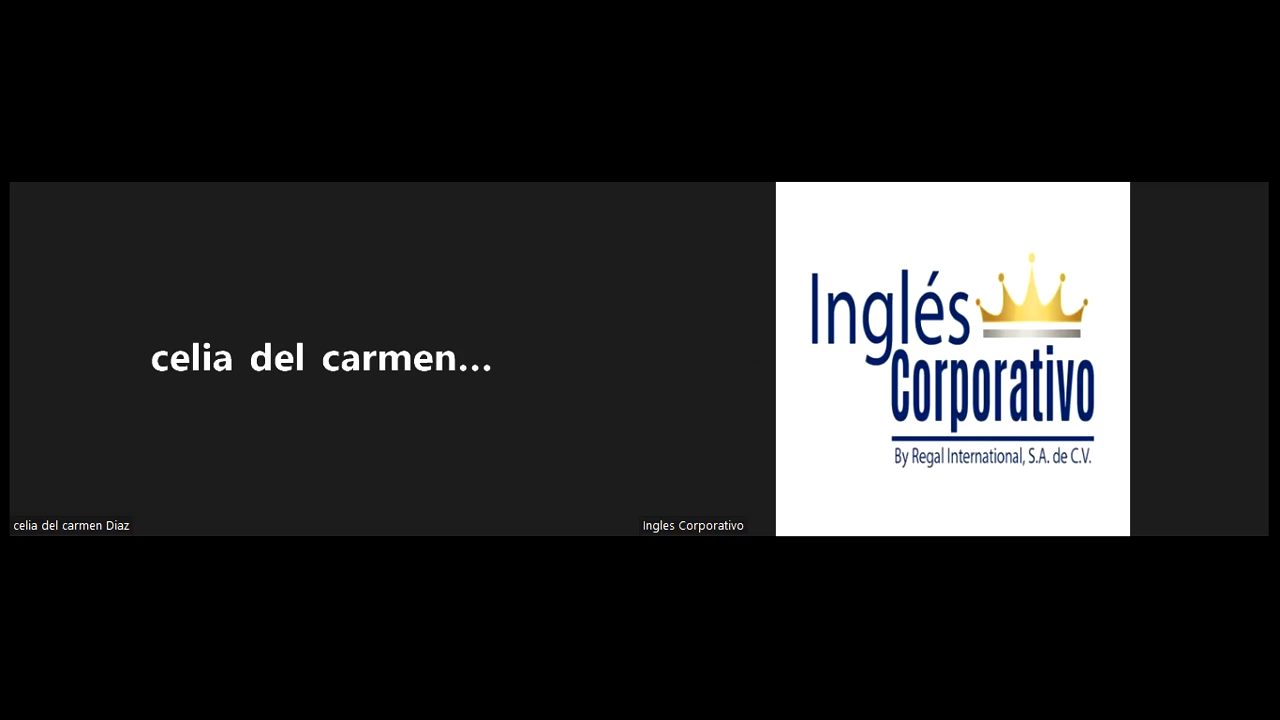 celia del carmen...
Inglés
Corporativo
By Regal International, S.A. de C.V.
celia del carmen Diaz
Ingles Corporativo